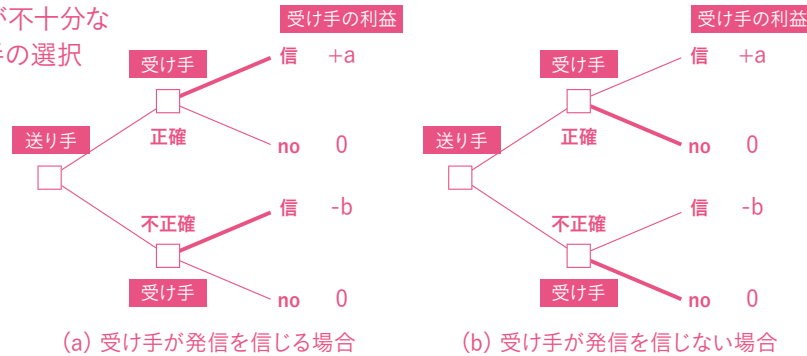 が不十分な
の選択
受け手の利益
受け手
信 +a
正確
no 0
送り手
不正確
信 -b
受け手
no 0
(a) 受け手が発信を信じる場合
受け手の利益
受け手
信 +a
正確
no 0
送り手
不正確
信 -b
受け手
no 0
(b) 受け手が発信を信じない場合